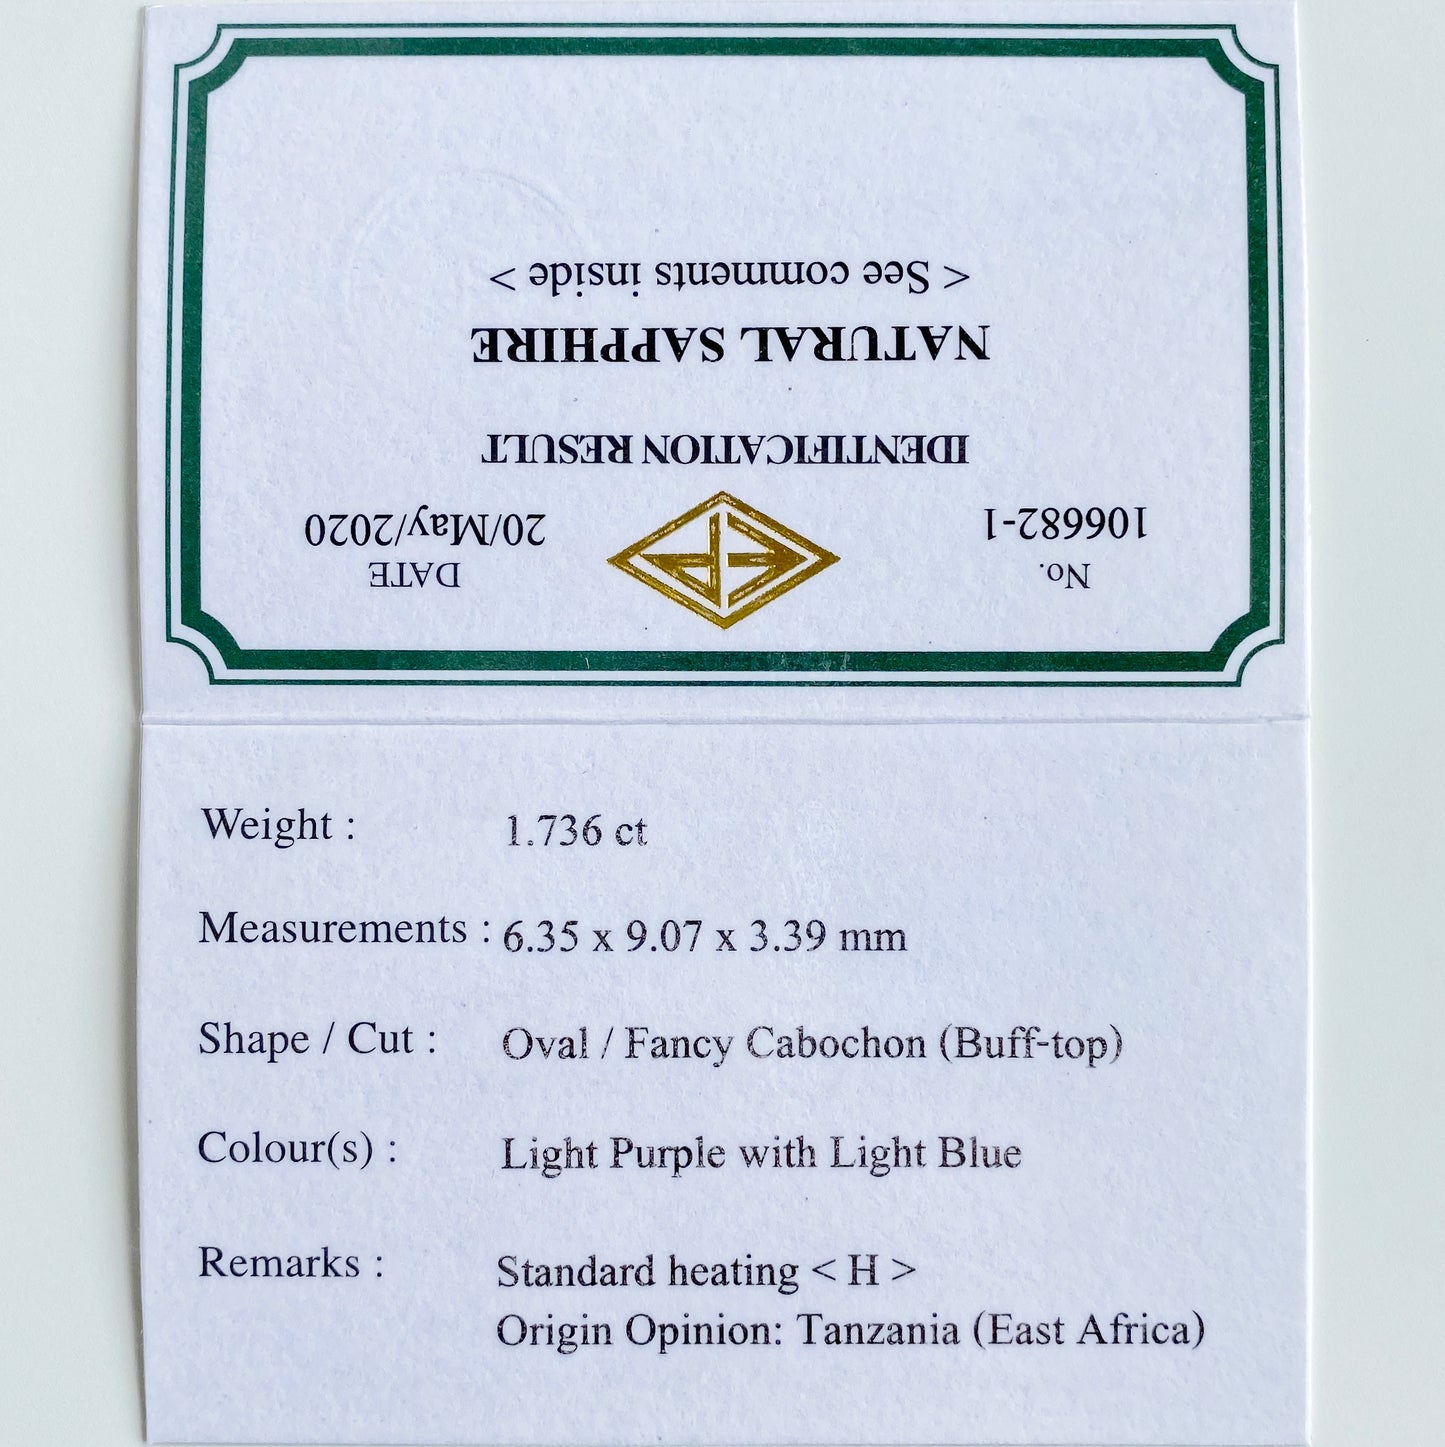 No.
DATE
106682-1
20/May/2020
IDENTIFICATION RESULT
NATURAL SAPPHIRE
< See comments inside >
Weight : 1.736 ct
Measurements : 6.35 x 9.07 x 3.39 mm
Shape / Cut : Oval / Fancy Cabochon (Buff-top)
Colour(s) : Light Purple with Light Blue
Remarks : Standard heating < H >
Origin Opinion: Tanzania (East Africa)